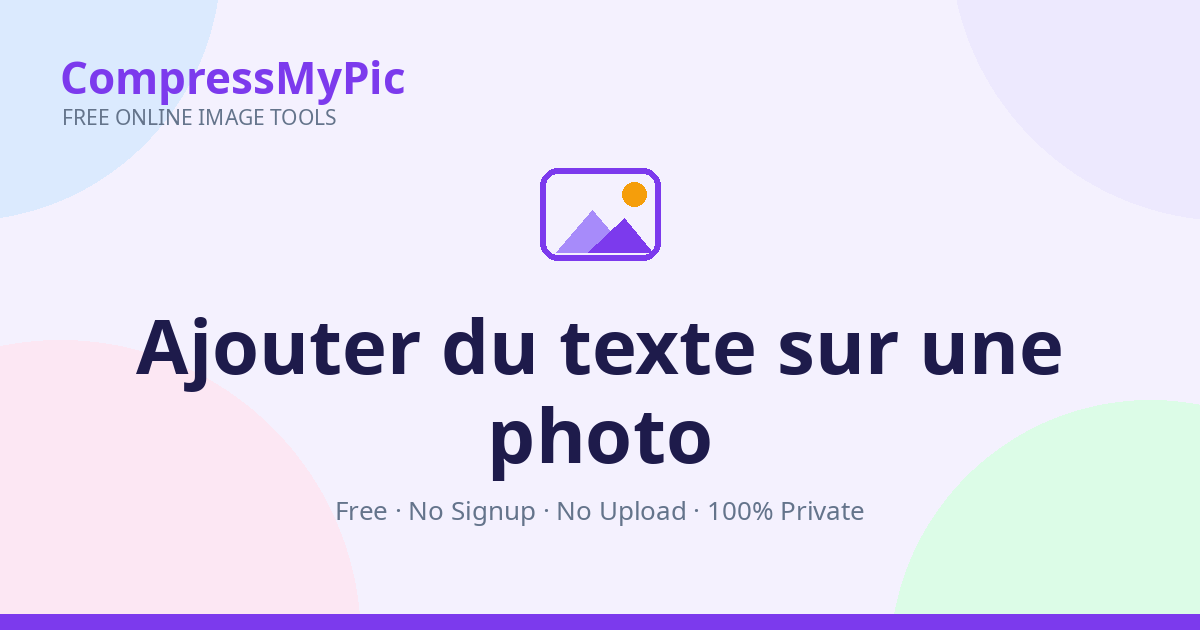 CompressMyPic
FREE ONLINE IMAGE TOOLS
Ajouter du texte sur une
photo
Free · No Signup · No Upload · 100% Private